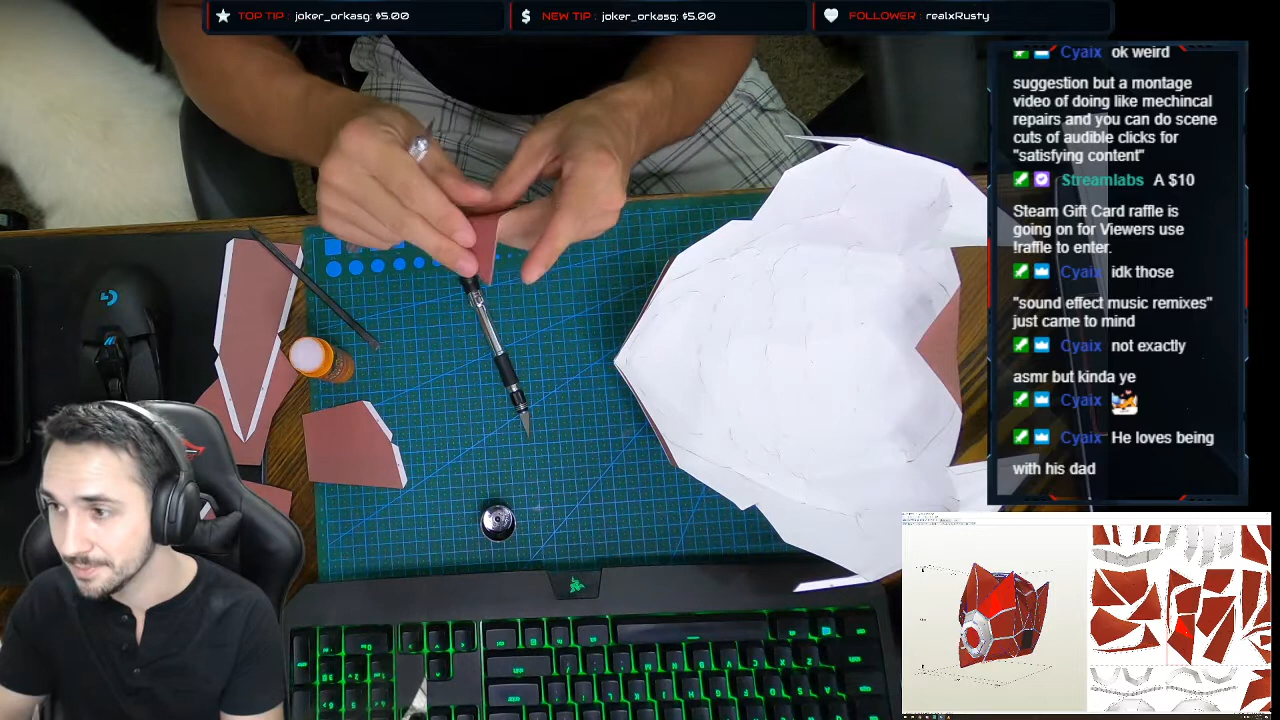 TOP TIP : joker_orkasg: $5.00
NEW TIP : joker_orkasg: $5.00
FOLLOWER : realxRusty
Cyaix ok weird
suggestion but a montage
video of doing like mechincal
repairs and you can do scene
cuts of audible clicks for
"satisfying content"
Streamlabs A $10
Steam Gift Card raffle is
going on for Viewers use
!raffle to enter.
Cyaix idk those
"sound effect music remixes"
just came to mind
Cyaix not exactly
asmr but kinda ye
Cyaix
Cyaix He loves being
with his dad